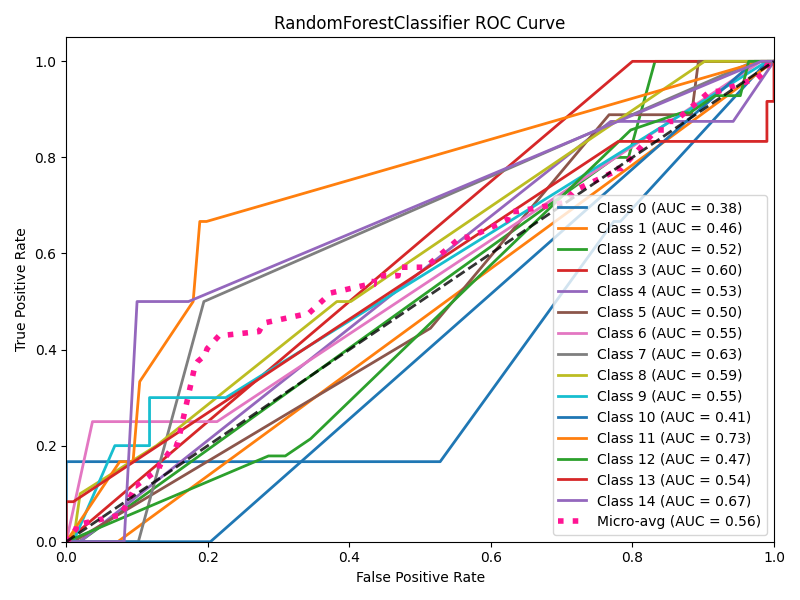 RandomForestClassifier ROC Curve
True Positive Rate
1.0
0.8
0.6
0.4
0.2
0.0
Class 0 (AUC = 0.38)
Class 1 (AUC = 0.46)
Class 2 (AUC = 0.52)
Class 3 (AUC = 0.60)
Class 4 (AUC = 0.53)
Class 5 (AUC = 0.50)
Class 6 (AUC = 0.55)
Class 7 (AUC = 0.63)
Class 8 (AUC = 0.59)
Class 9 (AUC = 0.55)
Class 10 (AUC = 0.41)
Class 11 (AUC = 0.73)
Class 12 (AUC = 0.47)
Class 13 (AUC = 0.54)
Class 14 (AUC = 0.67)
Micro-avg (AUC = 0.56)
0.0 0.2 0.4 0.6 0.8 1.0
False Positive Rate